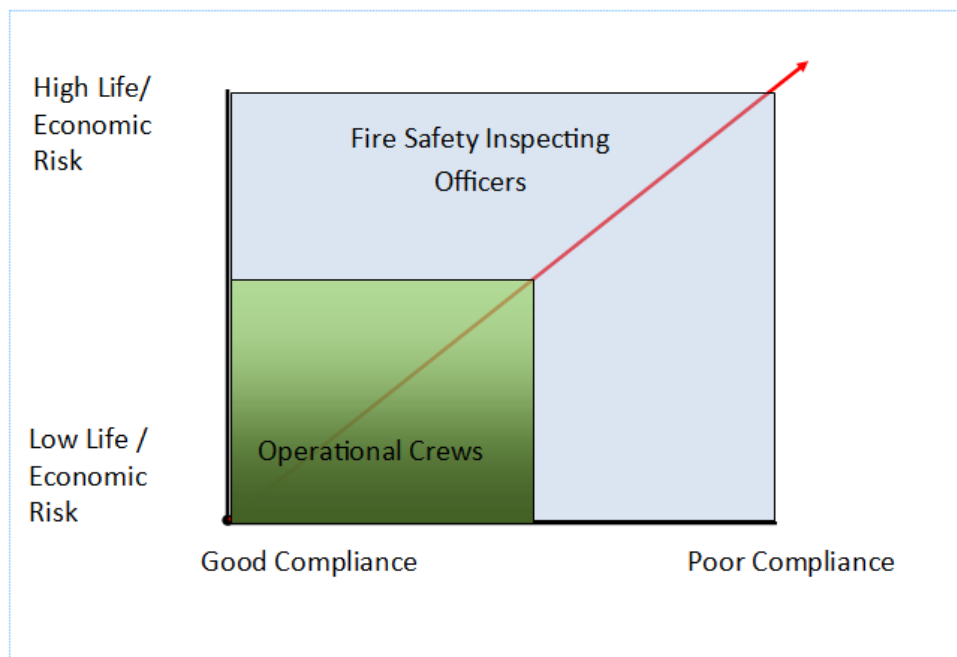 High Life/
Economic
Risk
Fire Safety Inspecting
Officers
Low Life /
Economic
Risk
Operational Crews
Good Compliance
Poor Compliance